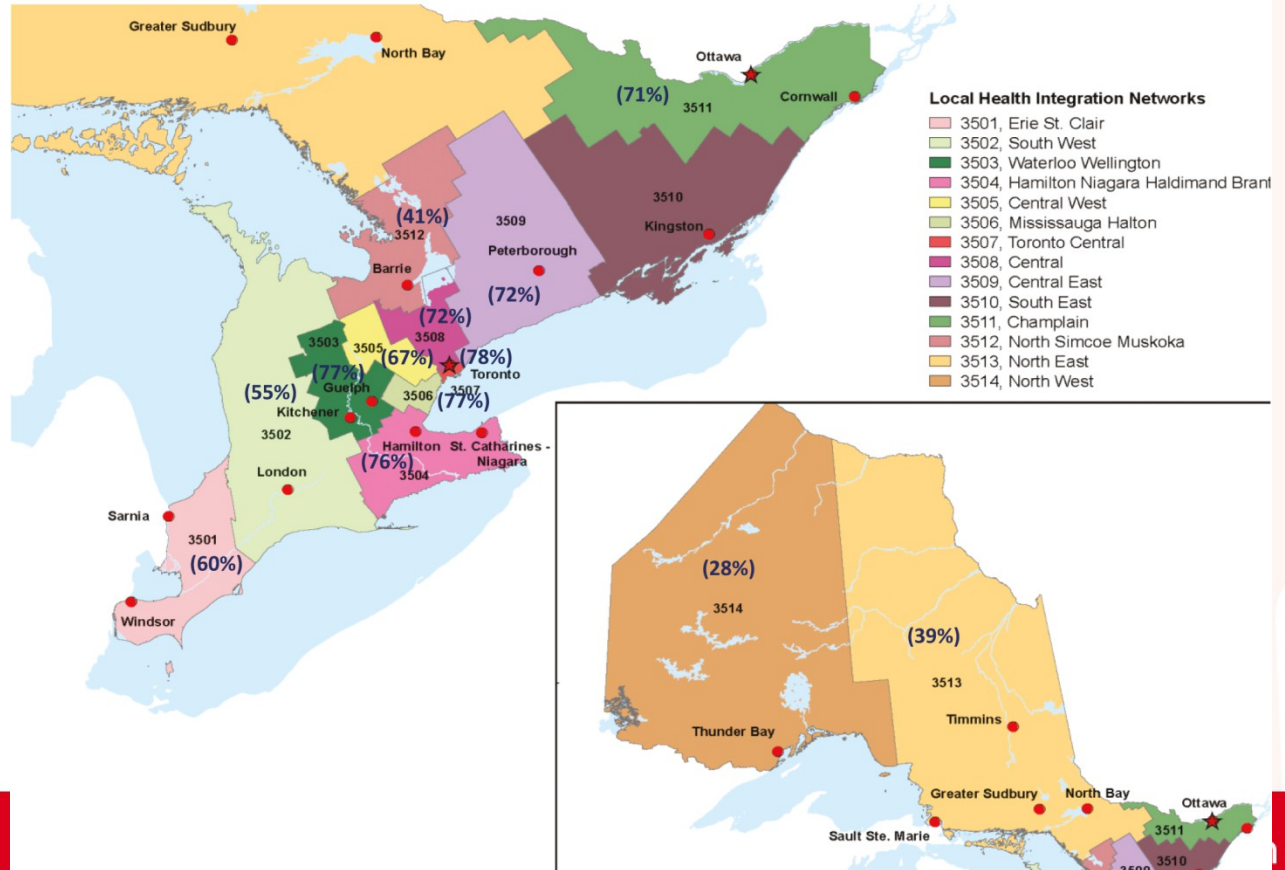 Greater Sudbury
North Bay
Ottawa
(71%)
3511
Cornwall
3510
Kingston
(41%)
3512
3509
Peterborough
(72%)
Barrie
(72%)
3508
3503
3505
(67%)
(78%)
Toronto
(77%)
Guelph
3506
3507
(77%)
(55%)
Kitchener
3502
Hamilton
St. Catharines -
Niagara
(76%)
3504
London
Sarnia
3501
(60%)
Windsor
Local Health Integration Networks
3501, Erie St. Clair
3502, South West
3503, Waterloo Wellington
3504, Hamilton Niagara Haldimand
3505, Central West
3506, Mississauga Halton
3507, Toronto Central
3508, Central
3509, Central East
3510, South East
3511, Champlain
3512, North Simcoe Muskoka
3513, North East
3514, North West
(28%)
3514
(39%)
3513
Timmins
Thunder Bay
Greater Sudbury
North Bay
Ottawa
Sault Ste. Marie
3511
3510